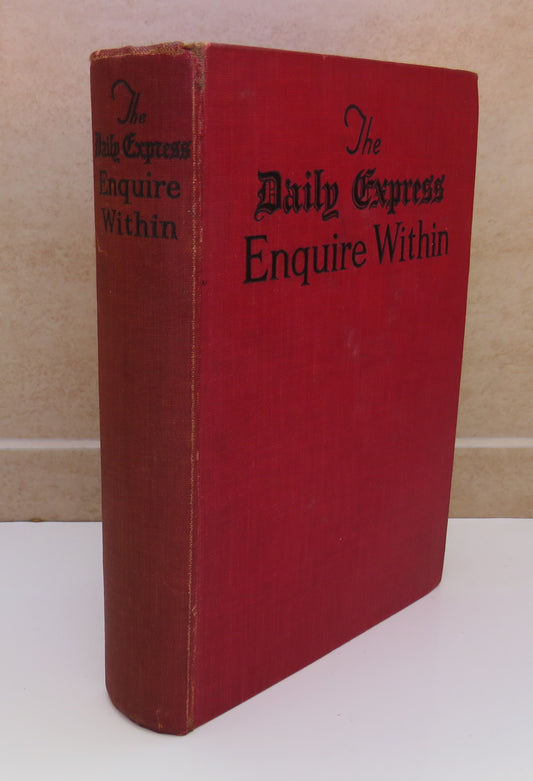 The
Daily Express
Enquire
Within
The
Daily Express
Enquire Within